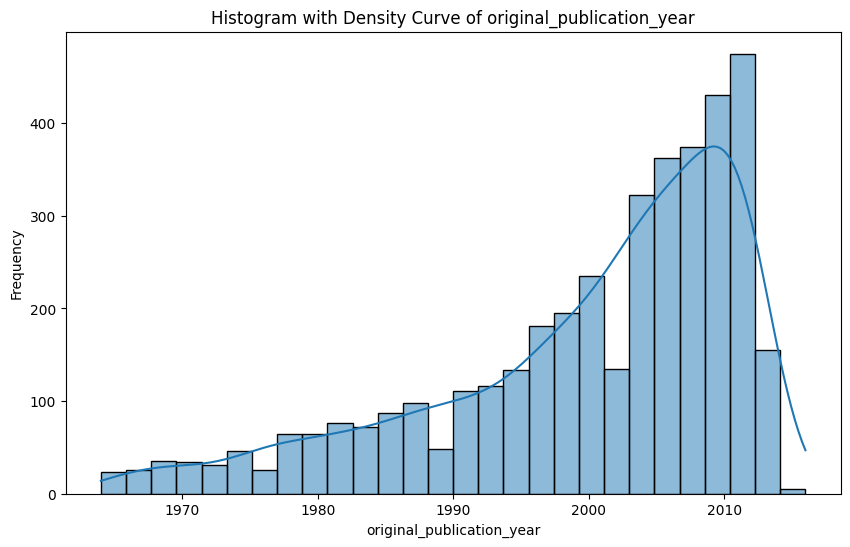 Histogram with Density Curve of original_publication_year
Frequency
400
300
200
100
0
1970 1980 1990 2000 2010
original_publication_year